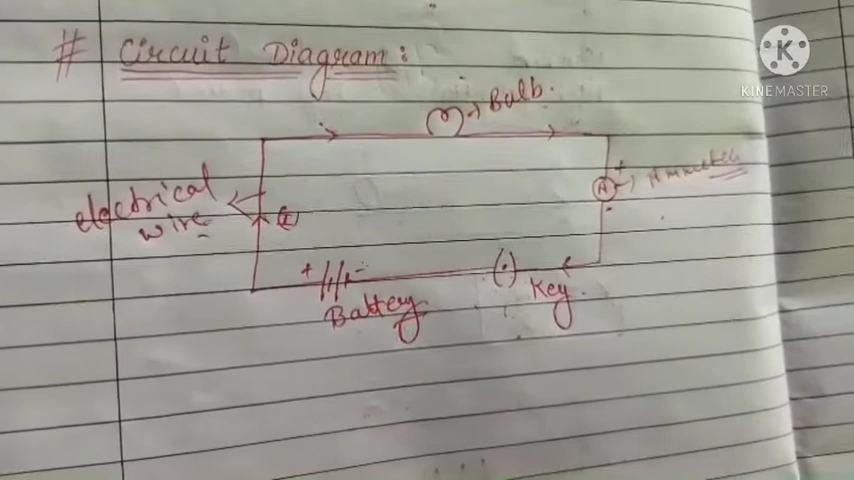 # Circuit Diagram:
K
KINEMASTER
→ Bulb.
electrical
wire
(I)
A
+
→ Ammeter
+ -
Battery
(.)
Key.